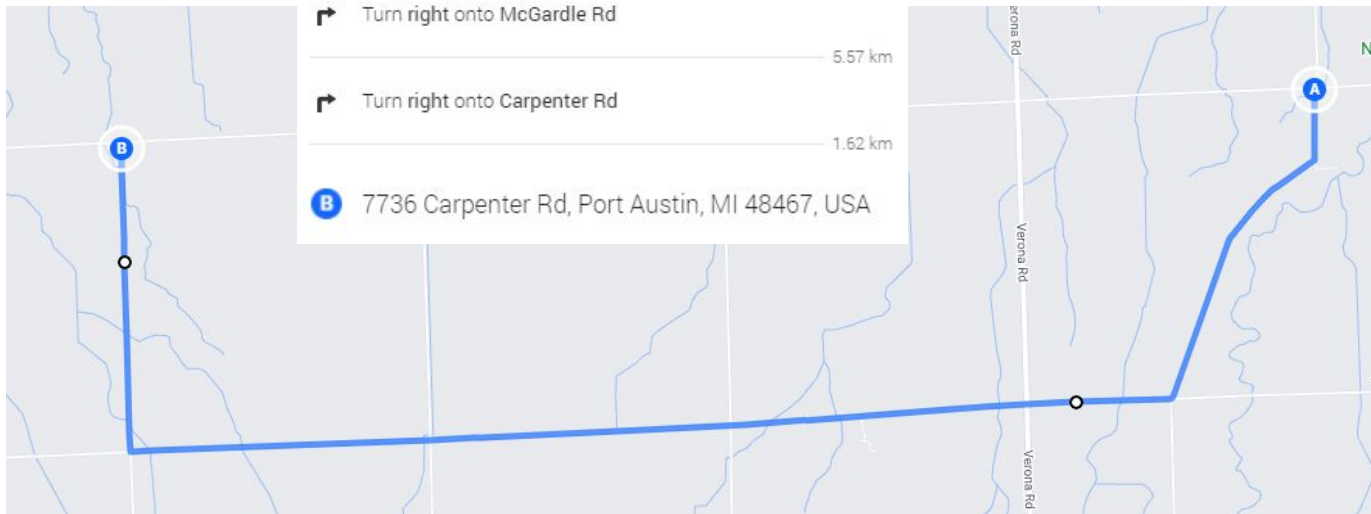 Turn right onto McGardle Rd
5.57 km
Turn right onto Carpenter Rd
1.62 km
B 7736 Carpenter Rd, Port Austin, MI 48467, USA
Verona Rd
N
A
B
Verona Rd
Verona Rd